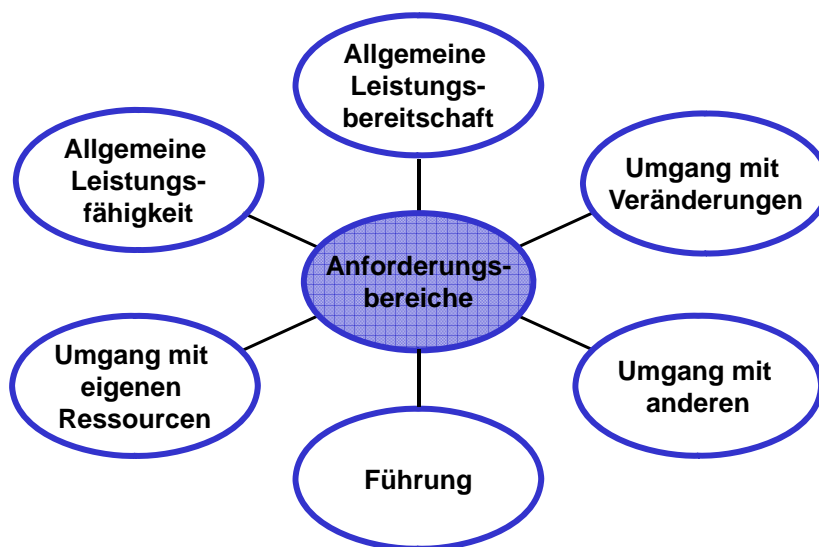 Allgemeine
Leistungs-
bereitschaft
Allgemeine
Leistungs-
fähigkeit
Umgang mit
Veränderungen
Anforderungs-
bereiche
Umgang mit
eigenen
Ressourcen
Umgang mit
anderen
Führung